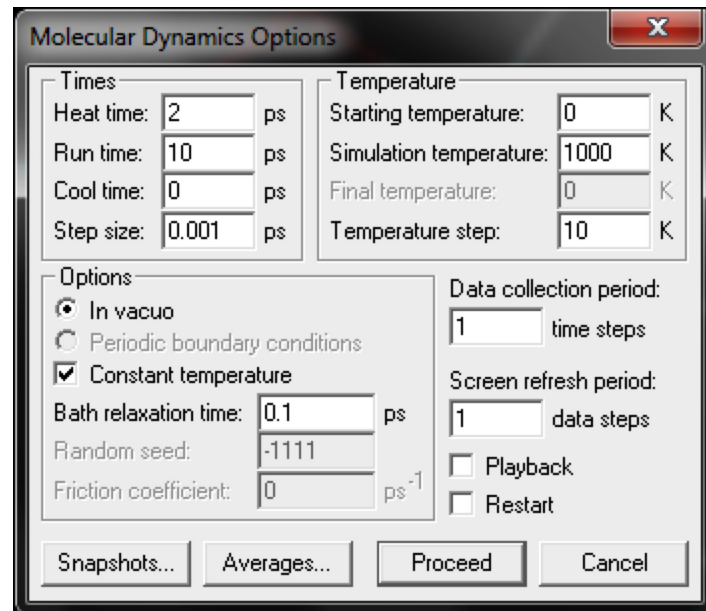 Molecular Dynamics Options
Times
Heat time: 2 ps
Run time: 10 ps
Cool time: 0 ps
Step size: 0.001 ps
Temperature
Starting temperature: 0 K
Simulation temperature: 1000 K
Final temperature: 0 K
Temperature step: 10 K
Options
In vacuo
Periodic boundary conditions
Constant temperature
Bath relaxation time: 0.1 ps
Random seed: -1111
Friction coefficient: 0 ps-1
Data collection period:
1 time steps
Screen refresh period:
1 data steps
Playback
Restart
Snapshots... Averages... Proceed Cancel